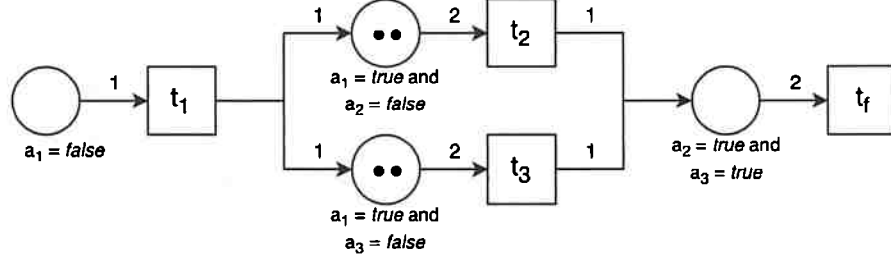 1
2
1
t2
a1 = true and
a2 = false
1
t1
a1 = false
2
tf
a2 = true and
a3 = true
1
2
1
t3
a1 = true and
a3 = false